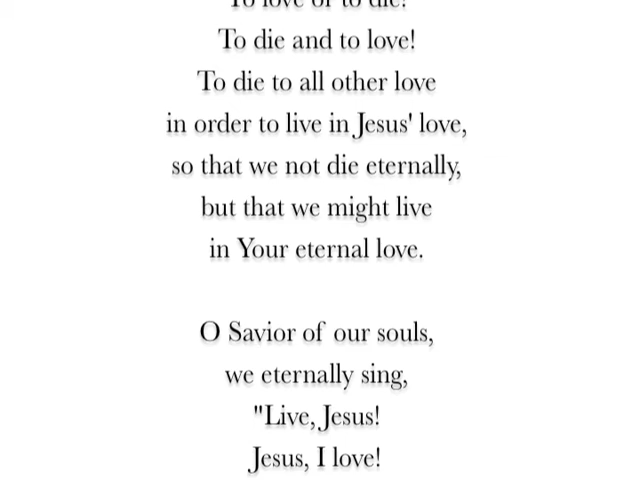 To love or to die!
To die and to love!
To die to all other love
in order to live in Jesus' love,
so that we not die eternally,
but that we might live
in Your eternal love.
O Savior of our souls,
we eternally sing,
"Live, Jesus!
Jesus, I love!